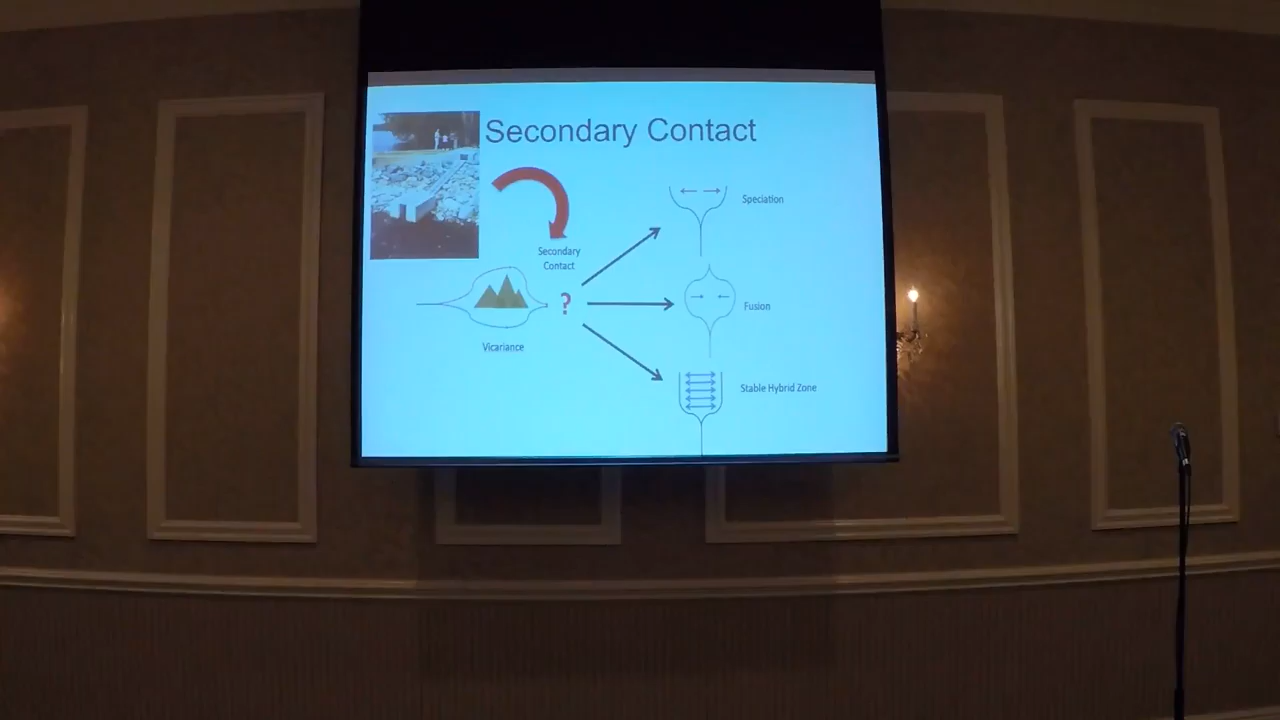 Secondary Contact
Speciation
Secondary
Contact
?
Fusion
Vicariance
Stable Hybrid Zone